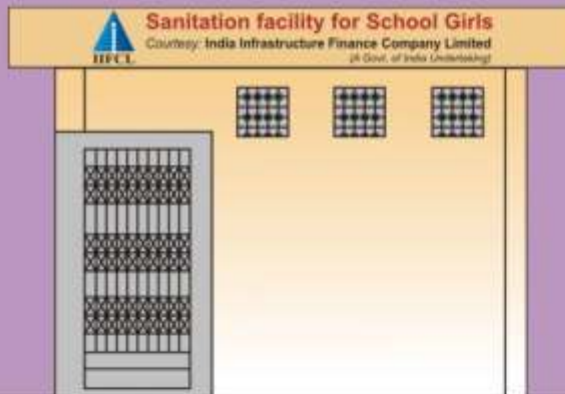 Sanitation facility for School Girls
Courtesy: India Infrastructure Finance Company Limited
(A Govt. of India Undertaking)
IIFCL